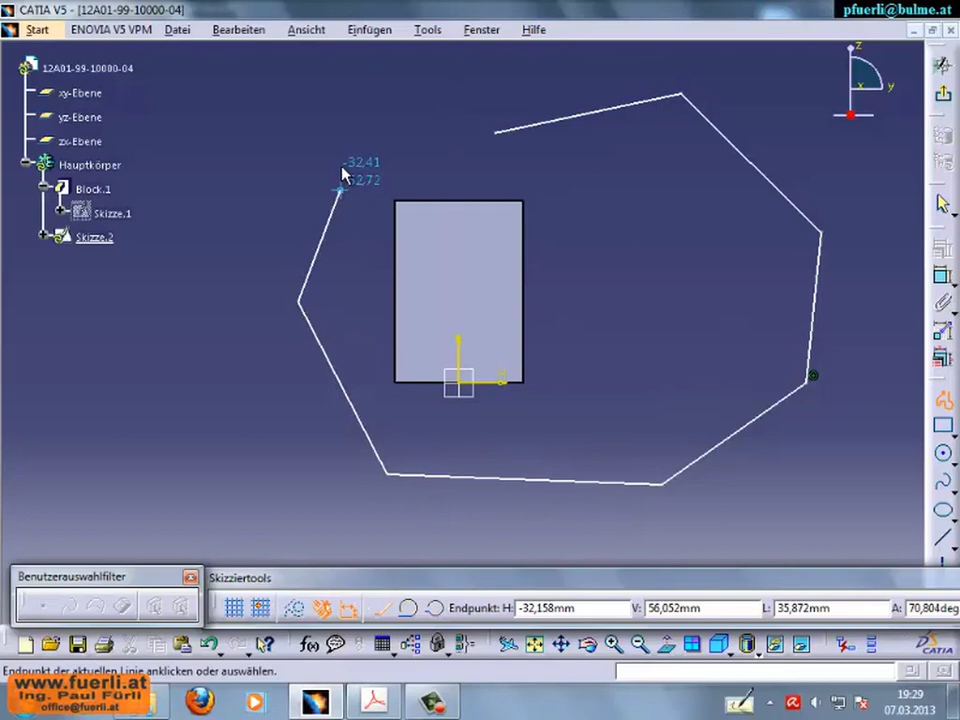 CATIA V5 - [12A01-99-10000-04]
pfuerli@bulme.at
Start ENOVIA V5 VPM Datei Bearbeiten Ansicht Einfügen Tools Fenster Hilfe
12A01-99-10000-04
xy-Ebene
yz-Ebene
zx-Ebene
Hauptkörper
Block.1
Skizze.1
Skizze.2
z
x
y
-32,41
52,72
Benutzerauswahlfilter
Skizziertools
Endpunkt: H: -32,158mm V: 56,052mm L: 35,872mm A: 70,804deg
f(x)
CATIA
Endpunkt der aktuellen Linie anklicken oder auswählen.
www.fuerli.at
Ing. Paul Fürli
office@fuerli.at
19:29
07.03.2013